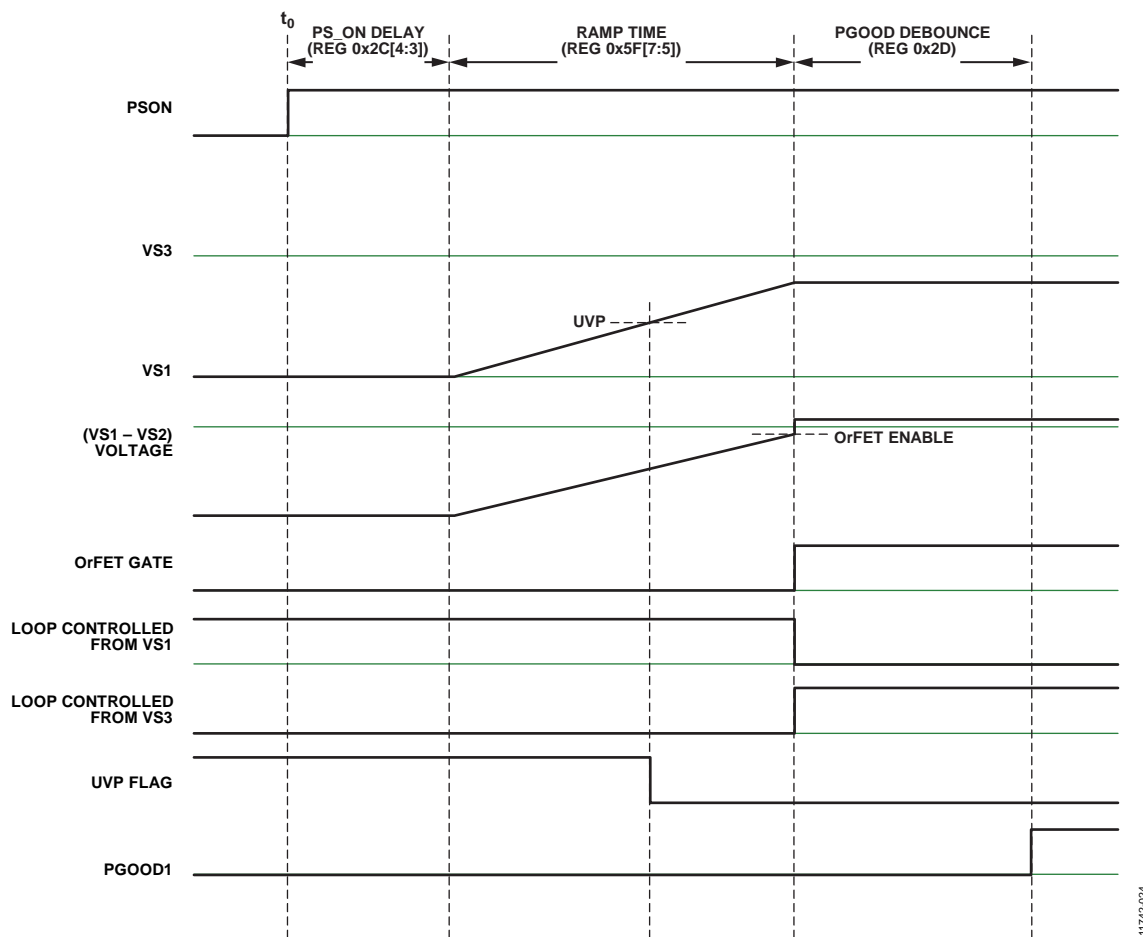 t0
PS_ON DELAY
(REG 0x2C[4:3])
RAMP TIME
(REG 0x5F[7:5])
PGOOD DEBOUNCE
(REG 0x2D)
PSON
VS3
UVP
VS1
(VS1 – VS2)
VOLTAGE
OrFET ENABLE
OrFET GATE
LOOP CONTROLLED
FROM VS1
LOOP CONTROLLED
FROM VS3
UVP FLAG
PGOOD1
11742-024